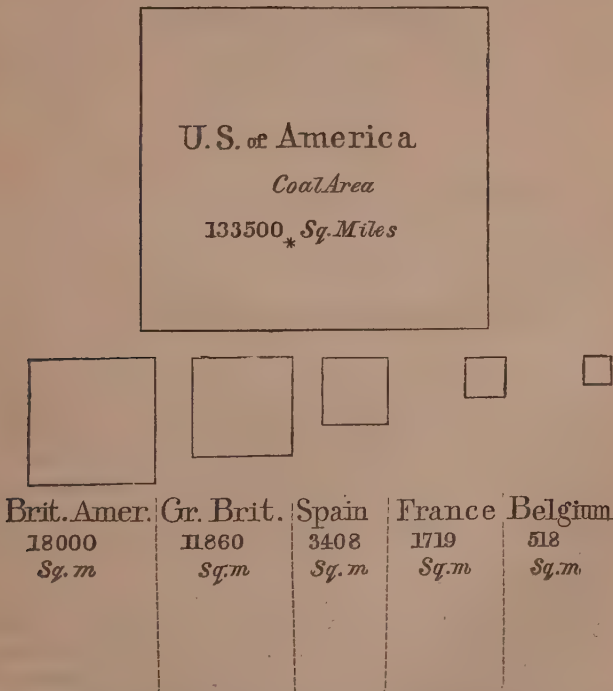 U.S. of America
Coal Area
133500* Sq. Miles
Brit. Amer. Gr. Brit. Spain France Belgium
18000 11860 3408 1719 518
Sq. m Sq. m Sq. m Sq. m Sq. m